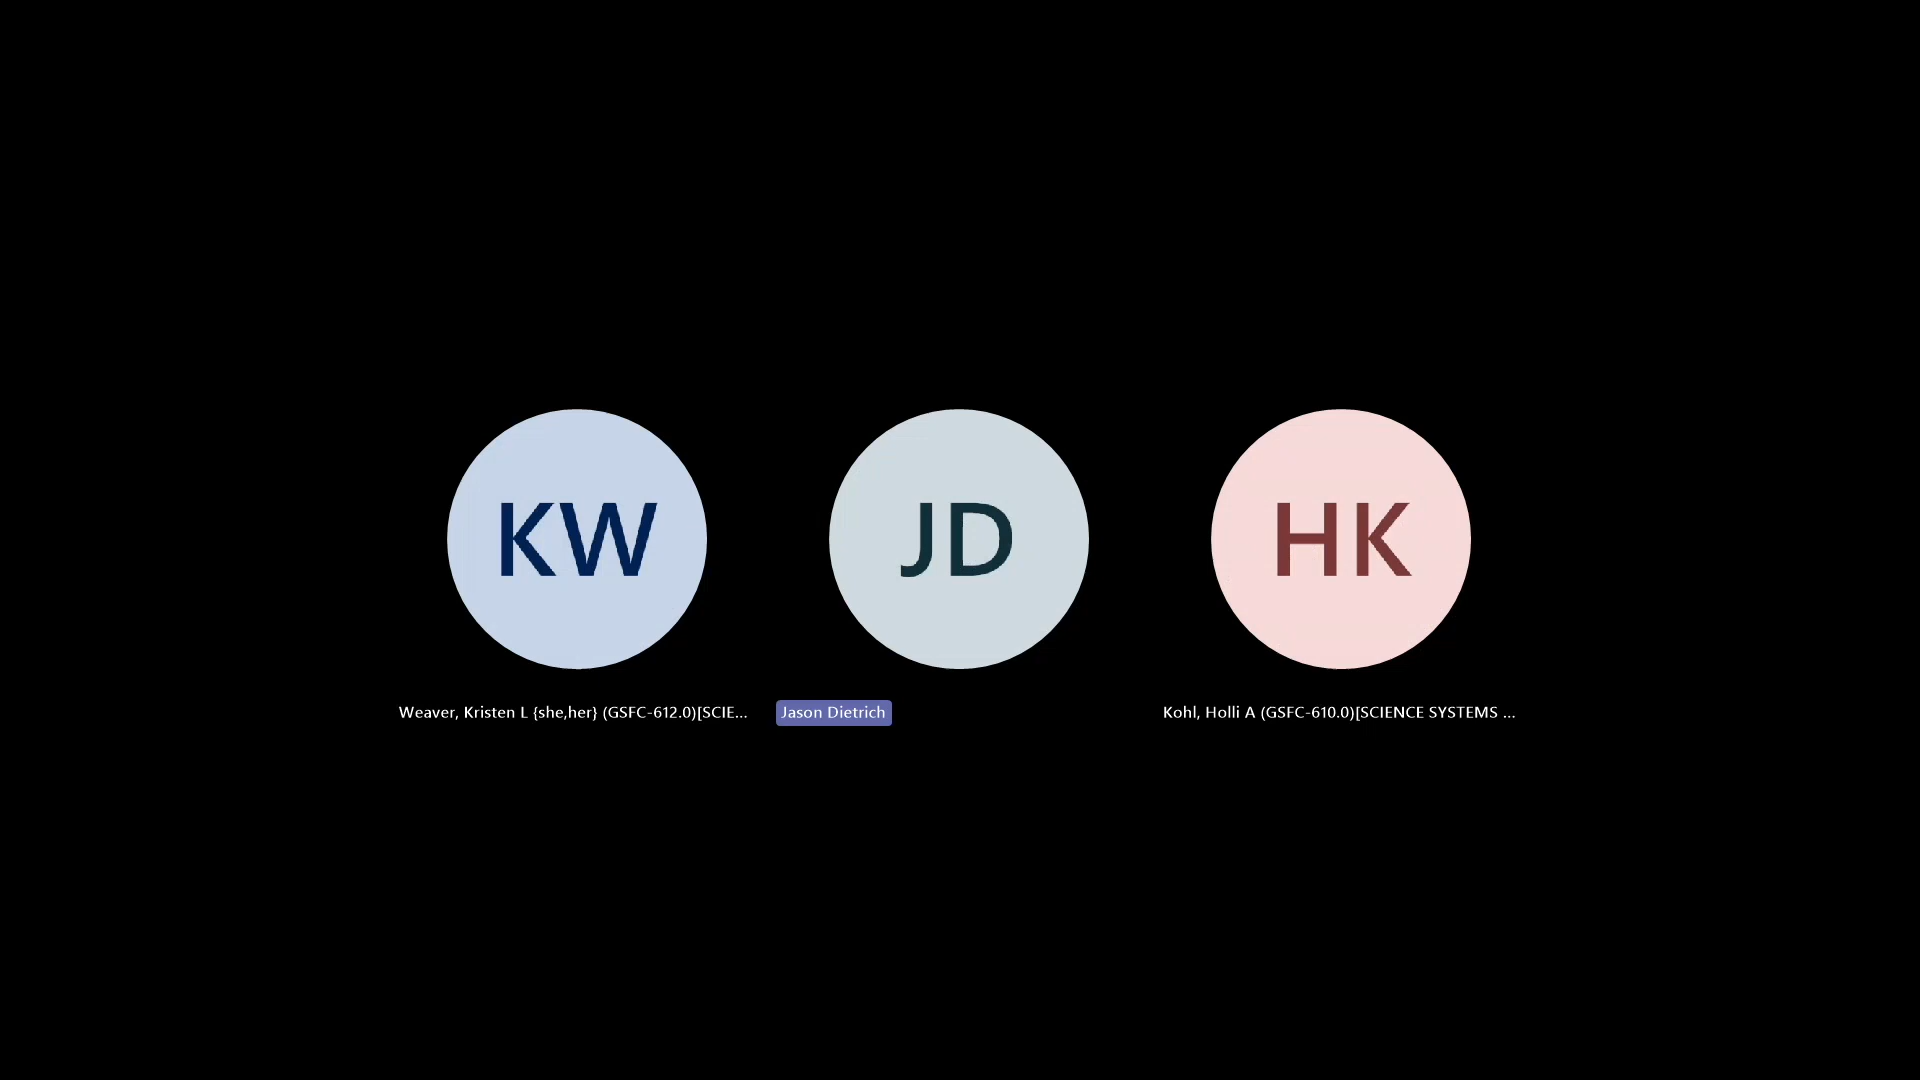 KW
JD
HK
Weaver, Kristen L {she,her} (GSFC-612.0)[SCIE...
Jason Dietrich
Kohl, Holli A (GSFC-610.0)[SCIENCE SYSTEMS ...